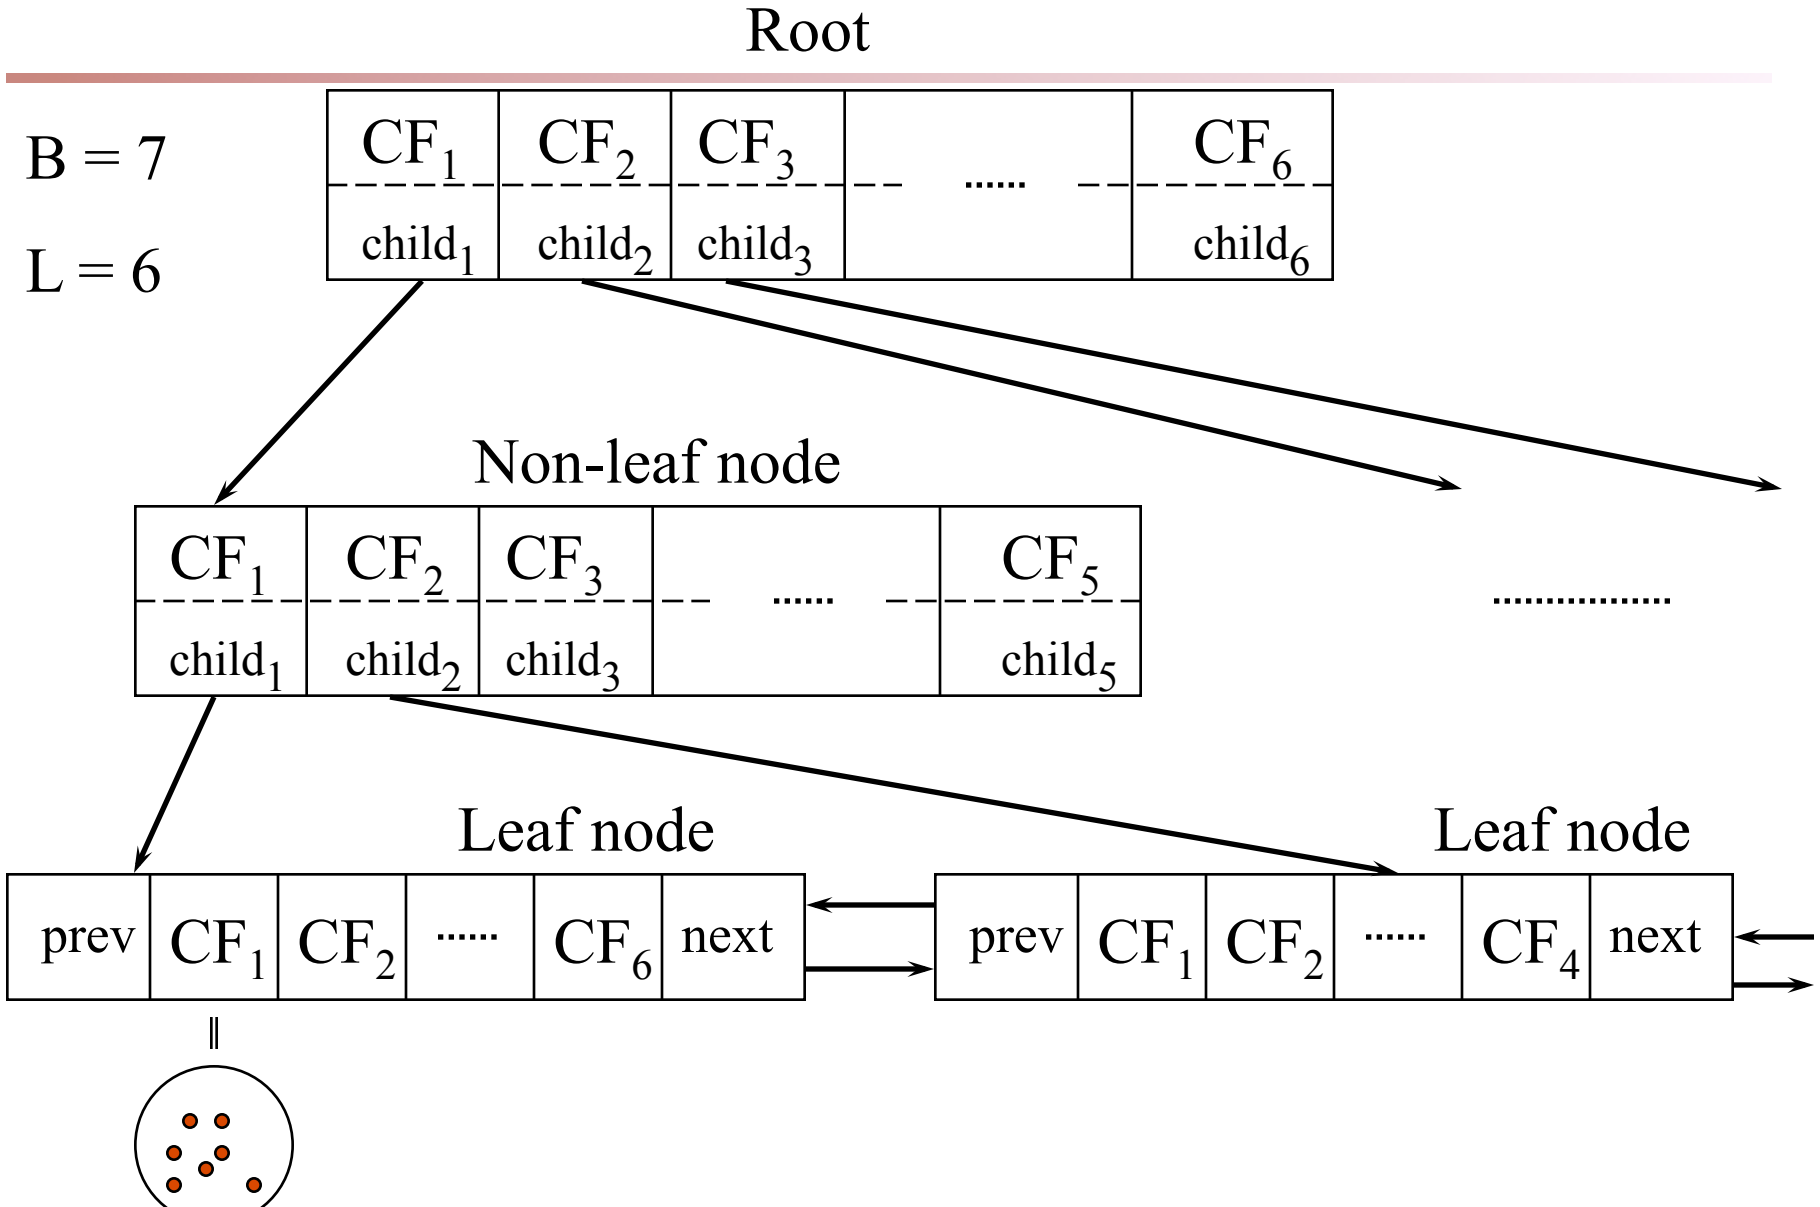 Root
B = 7
L = 6
CF1 CF2 CF3 ...... CF6
child1 child2 child3 child6
Non-leaf node
CF1 CF2 CF3 ...... CF5
child1 child2 child3 child5
Leaf node Leaf node
prev CF1 CF2 ...... CF6 next prev CF1 CF2 ...... CF4 next